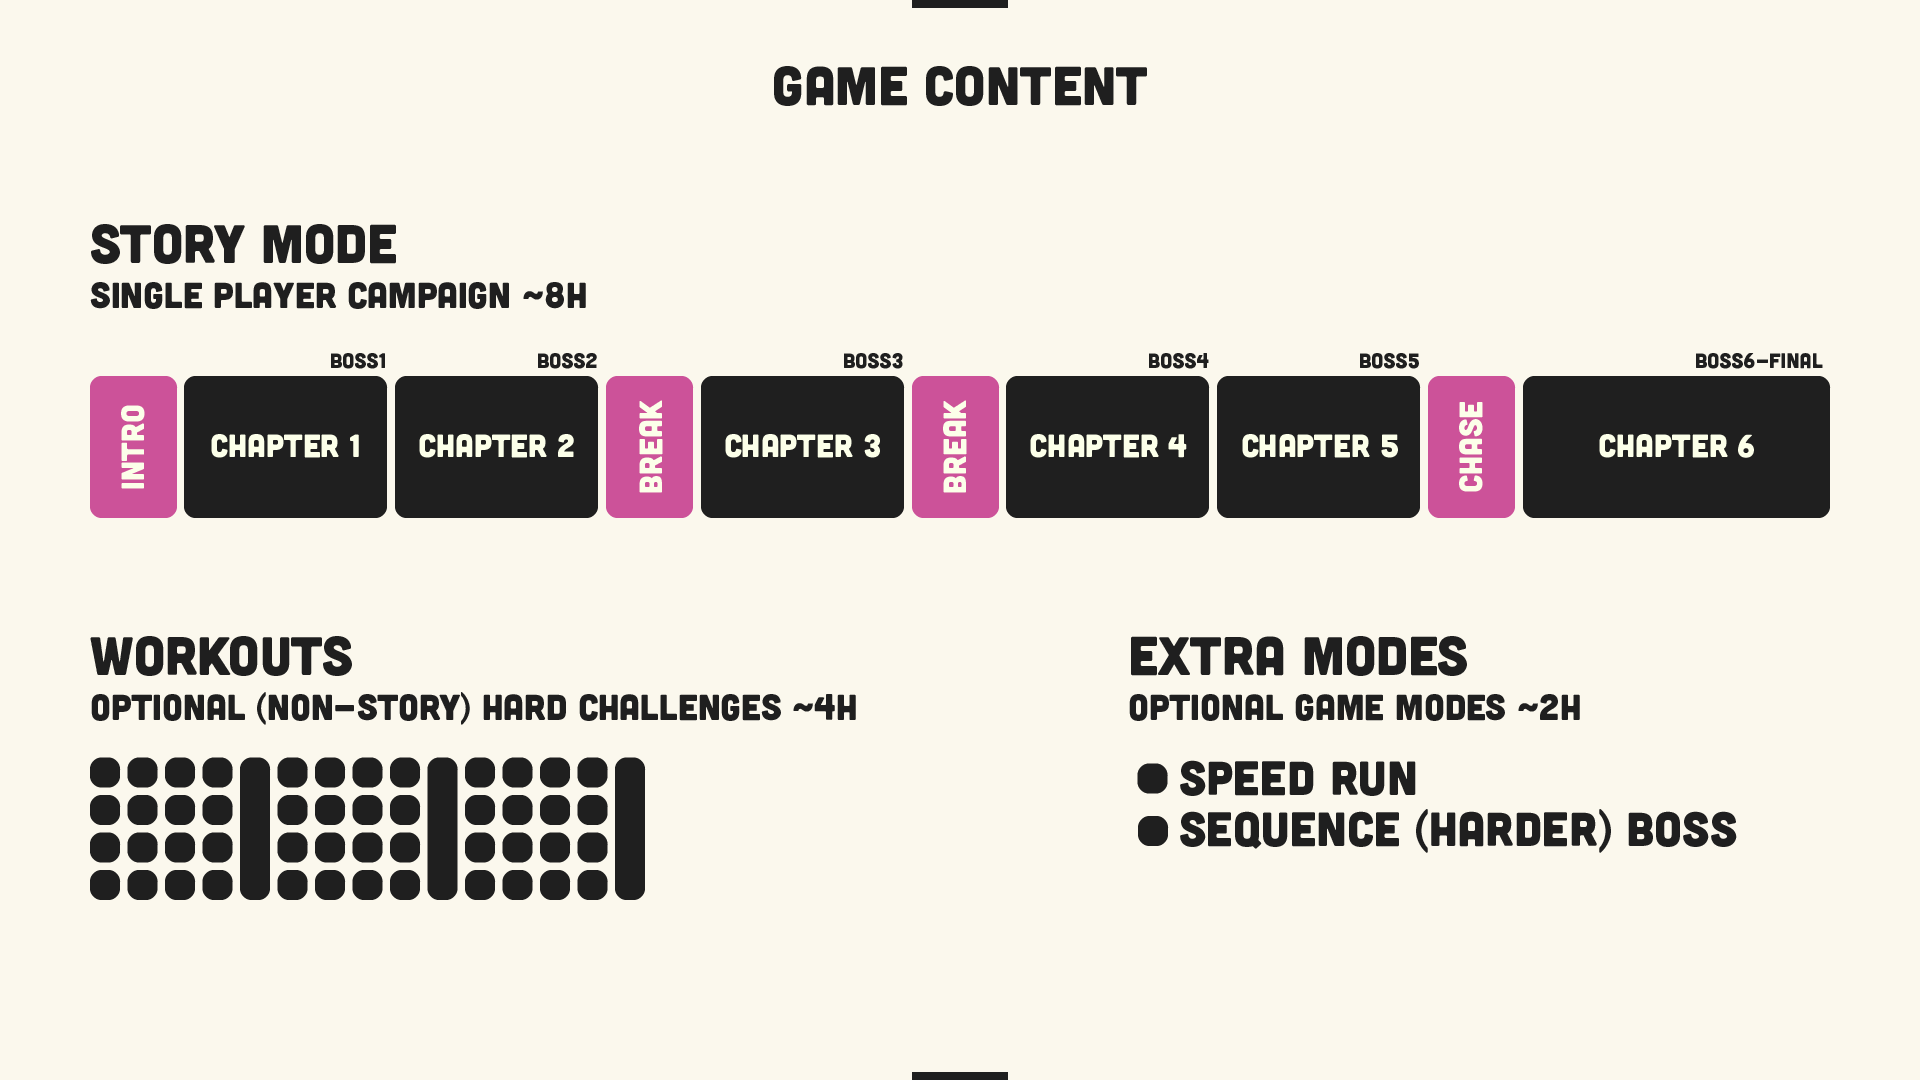 GAME CONTENT
STORY MODE
SINGLE PLAYER CAMPAIGN ~8H
BOSS1
BOSS2
BOSS3
BOSS4
BOSS5
BOSS6-FINAL
INTRO
CHAPTER 1
CHAPTER 2
BREAK
CHAPTER 3
BREAK
CHAPTER 4
CHAPTER 5
CHASE
CHAPTER 6
WORKOUTS
OPTIONAL (NON-STORY) HARD CHALLENGES ~4H
EXTRA MODES
OPTIONAL GAME MODES ~2H
SPEED RUN
SEQUENCE (HARDER) BOSS